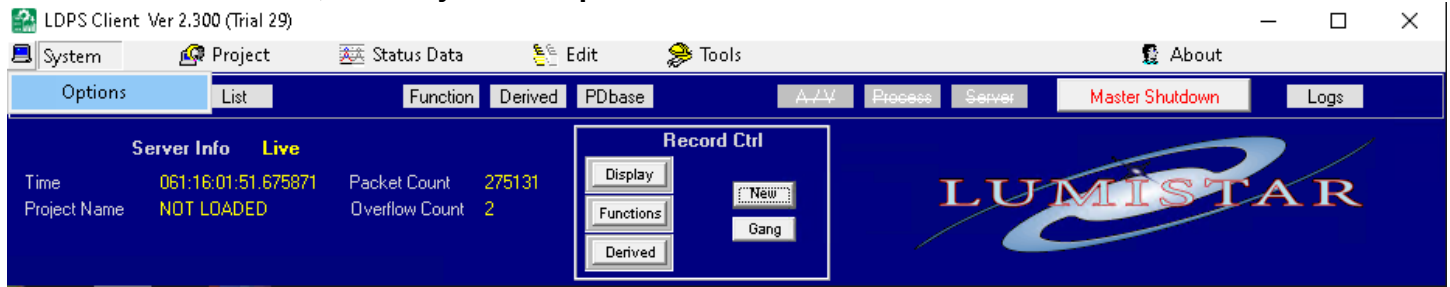 LDPS Client Ver 2.300 (Trial 29)
System Project Status Data Edit Tools About
Options List Function Derived PDbase A/V Process Server Master Shutdown Logs
Server Info Live Record Ctrl
Time 061:16:01:51.675871 Packet Count 275131 Display New
Project Name NOT LOADED Overflow Count 2 Functions Gang
Derived
LUMISTAR